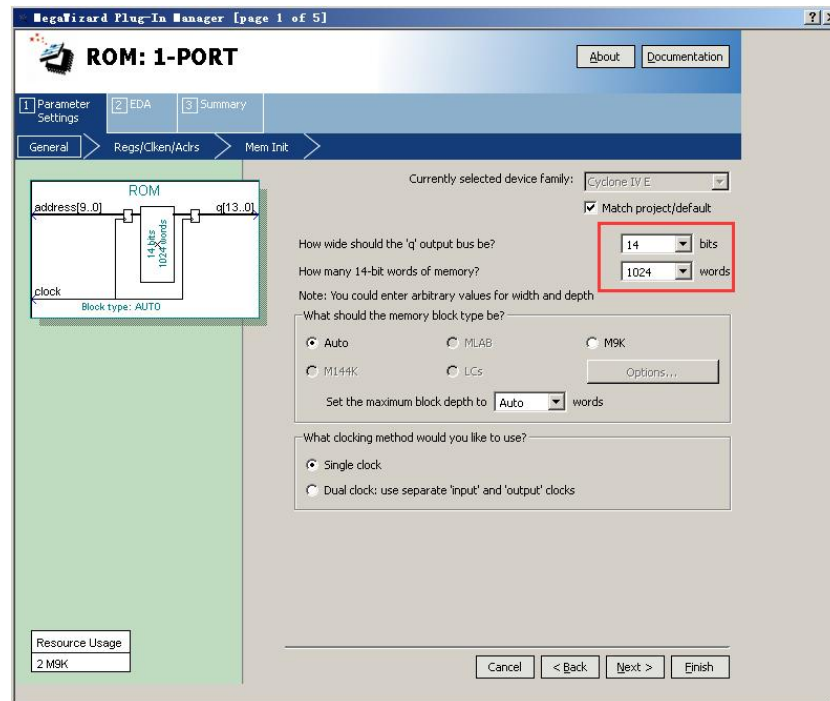 MegaWizard Plug-In Manager [page 1 of 5]
ROM: 1-PORT
About
Documentation
1 Parameter Settings
2 EDA
3 Summary
General
Regs/Clken/Aclrs
Mem Init
ROM
address[9..0]
q[13..0]
14 bits
1024 words
clock
Block type: AUTO
Currently selected device family:
Cyclone IV E
Match project/default
How wide should the 'q' output bus be?
14
bits
How many 14-bit words of memory?
1024
words
Note: You could enter arbitrary values for width and depth
What should the memory block type be?
Auto
MLAB
M9K
M144K
LCs
Options...
Set the maximum block depth to
Auto
words
What clocking method would you like to use?
Single clock
Dual clock: use separate 'input' and 'output' clocks
Resource Usage
2 M9K
Cancel
< Back
Next >
Finish